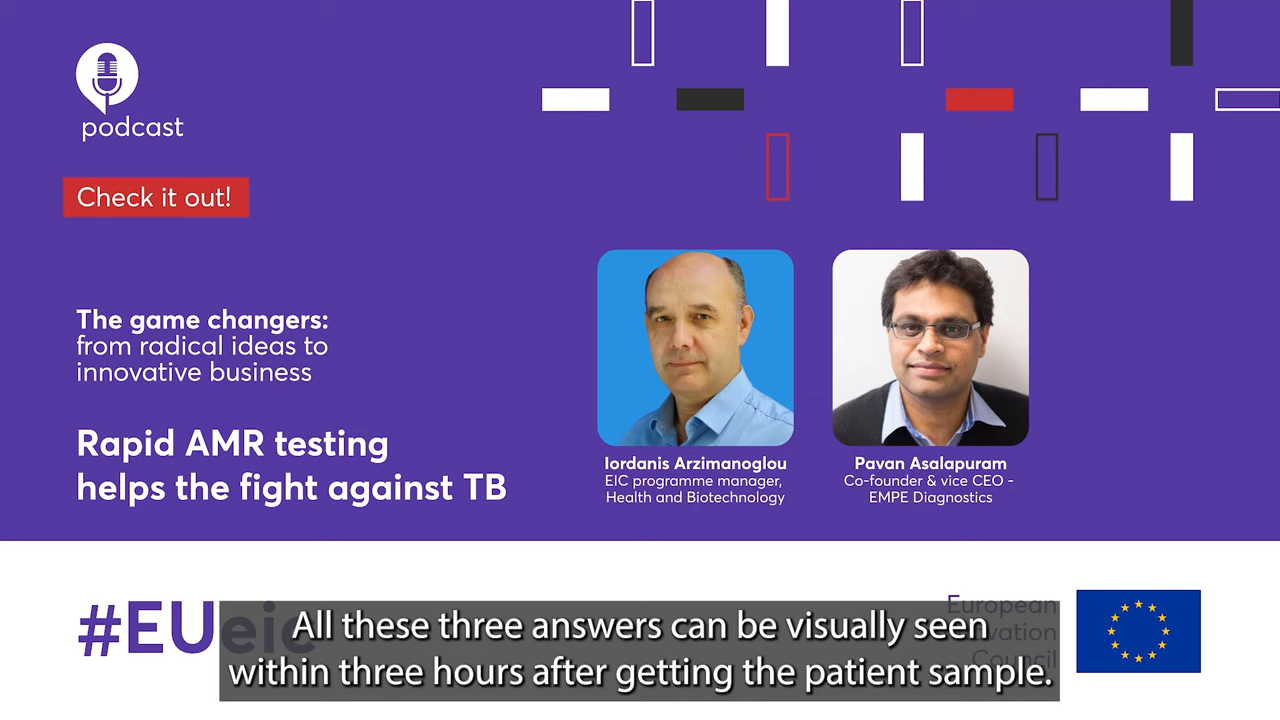 podcast
Check it out!
The game changers:
from radical ideas to
innovative business
Rapid AMR testing
helps the fight against TB
Iordanis Arzimanoglou
EIC programme manager,
Health and Biotechnology
Pavan Asalapuram
Co-founder & vice CEO -
EMPE Diagnostics
#EUeic
European
Council
All these three answers can be visually seen
within three hours after getting the patient sample.